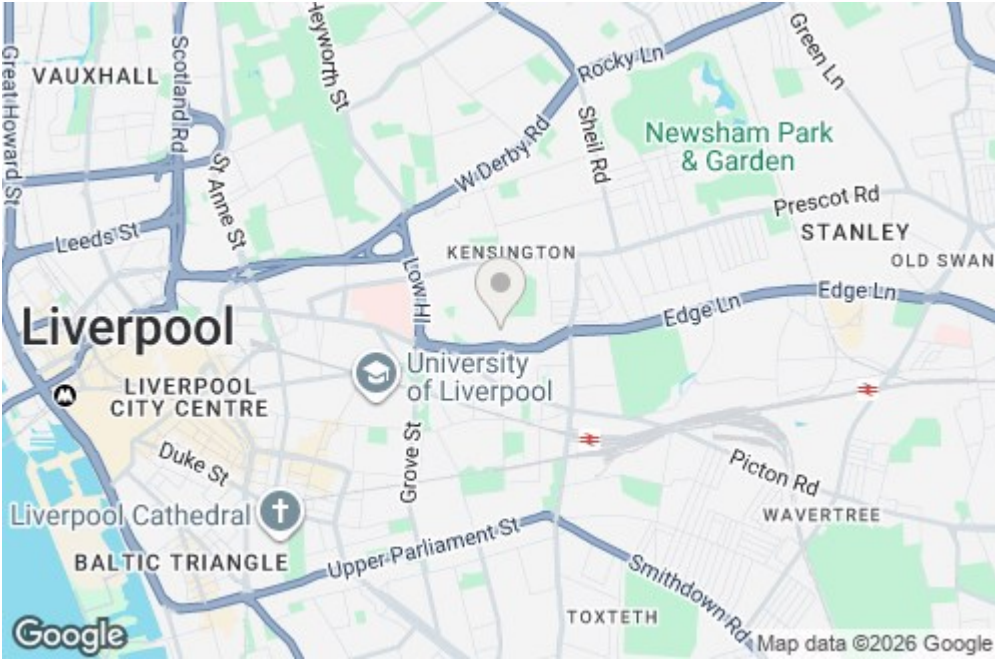 Great Howard St
VAUXHALL
Scotland Rd
Heyworth St
St Anne St
Leeds St
W Derby Rd
Rocky Ln
Sheil Rd
Green Ln
Newsham Park
& Garden
Prescot Rd
STANLEY
OLD SWAN
KENSINGTON
Low Hl
Edge Ln
Edge Ln
Liverpool
LIVERPOOL
CITY CENTRE
University
of Liverpool
Duke St
Grove St
Liverpool Cathedral
BALTIC TRIANGLE
Upper Parliament St
Picton Rd
WAVERTREE
Smithdown Rd
TOXTETH
Google
Map data ©2026 Google